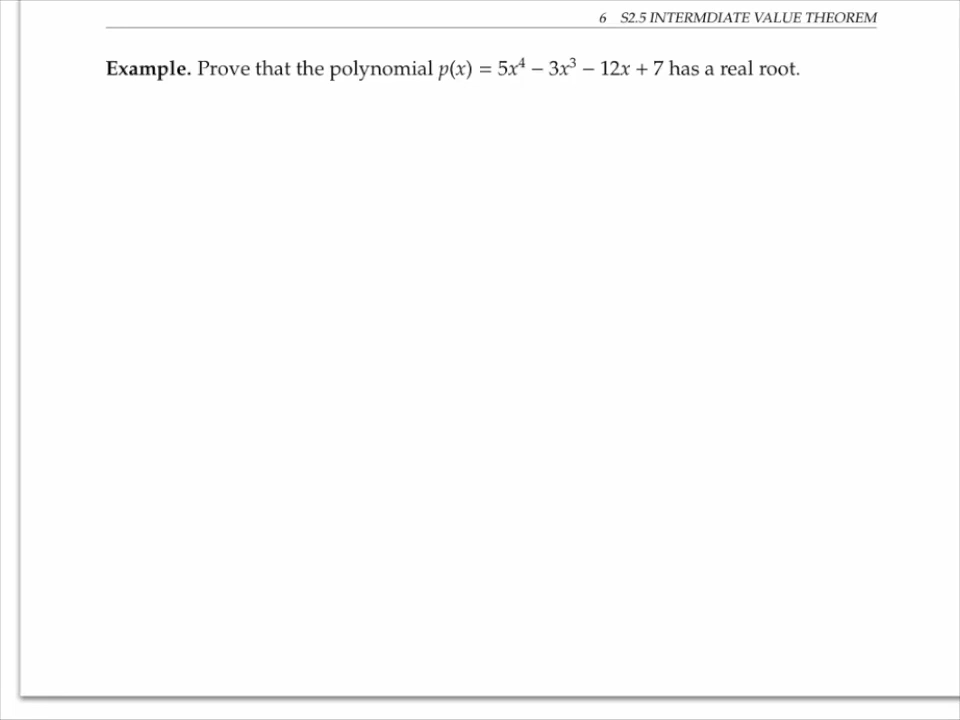 6 S2.5 INTERMDIATE VALUE THEOREM
Example. Prove that the polynomial p(x) = 5x⁴ − 3x³ − 12x + 7 has a real root.